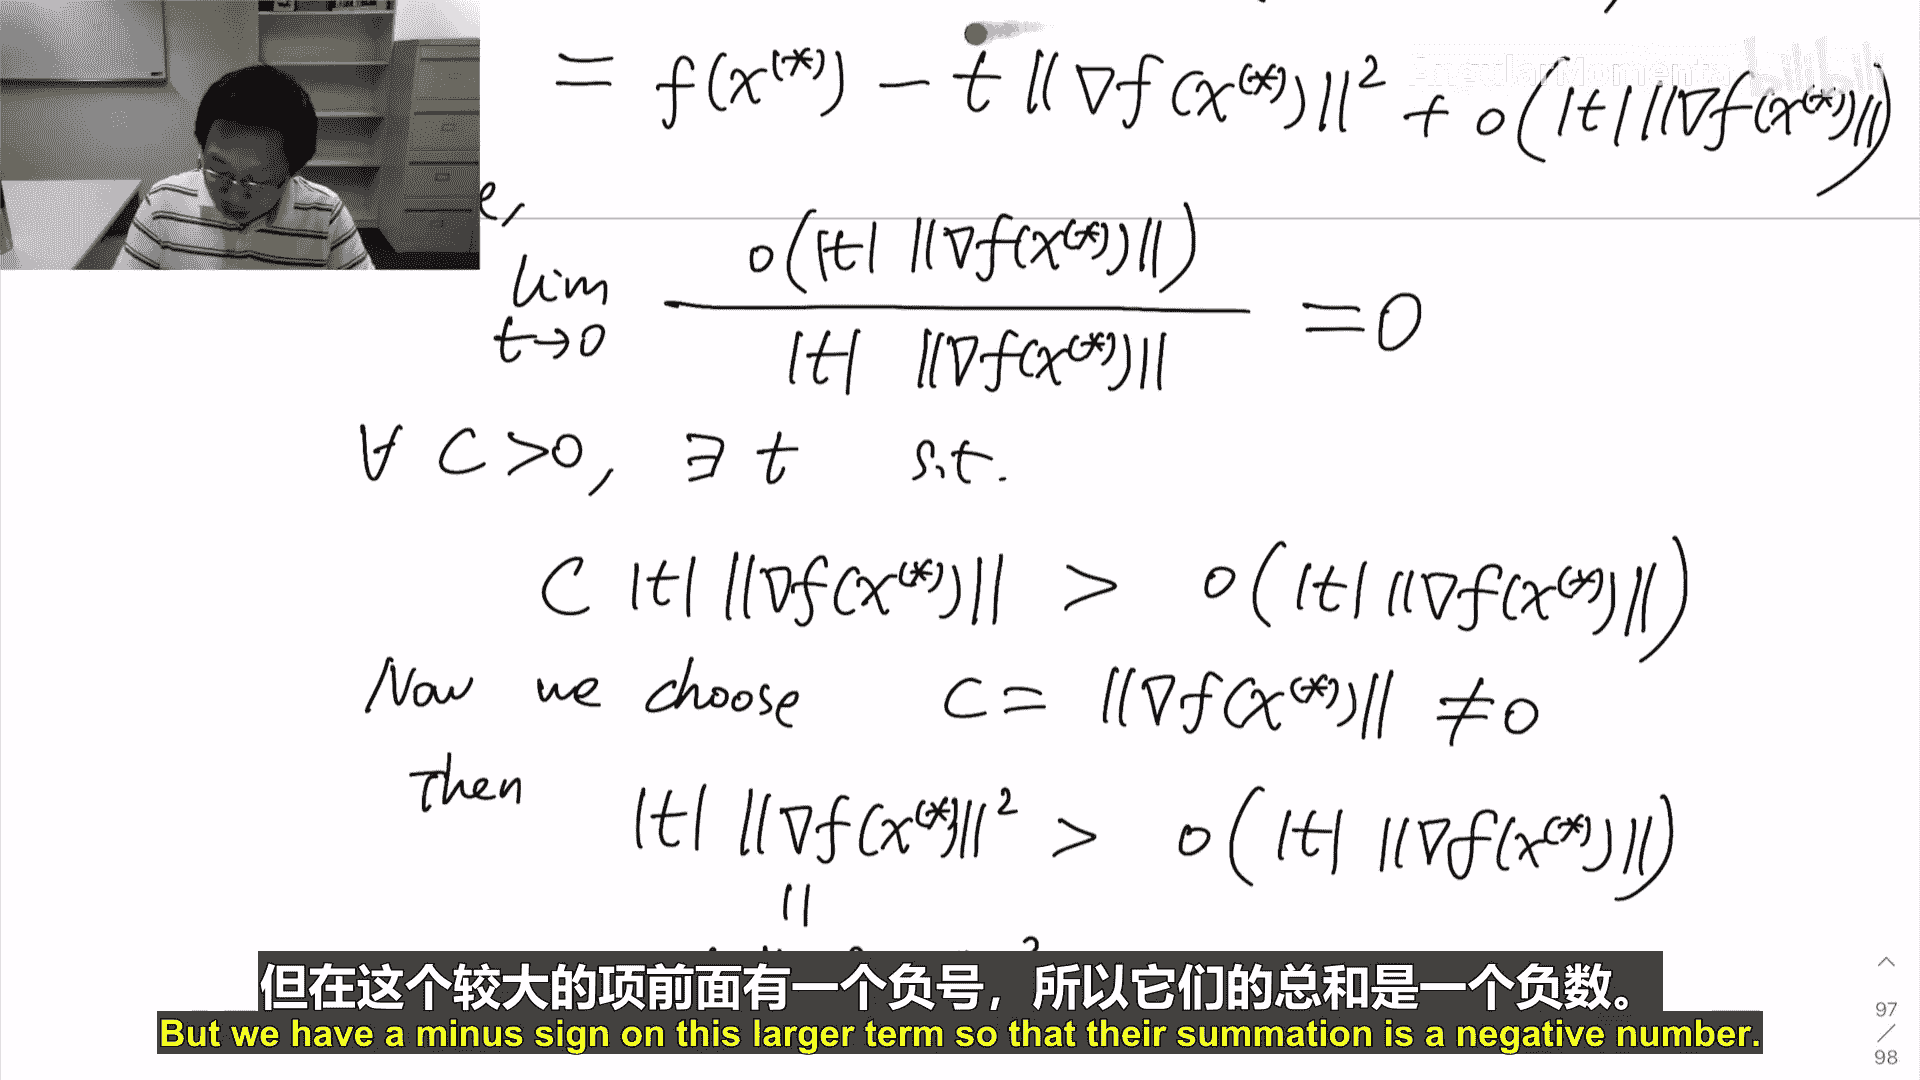 = f(x^(*)) - t ||∇f(x^(*))||² + o(|t| ||∇f(x^(*))||)
e,
lim t→0 o(|t| ||∇f(x^(*))||) / |t| ||∇f(x^(*))|| = 0
∀ C > 0, ∃ t s.t.
C |t| ||∇f(x^(*))|| > o(|t| ||∇f(x^(*))||)
Now we choose C = ||∇f(x^(*))|| ≠ 0
Then |t| ||∇f(x^(*)||² > o(|t| ||∇f(x^(*))||)
||
但在这个较大的项前面有一个负号，所以它们的总和是一个负数。
But we have a minus sign on this larger term so that their summation is a negative number.
97
/
98